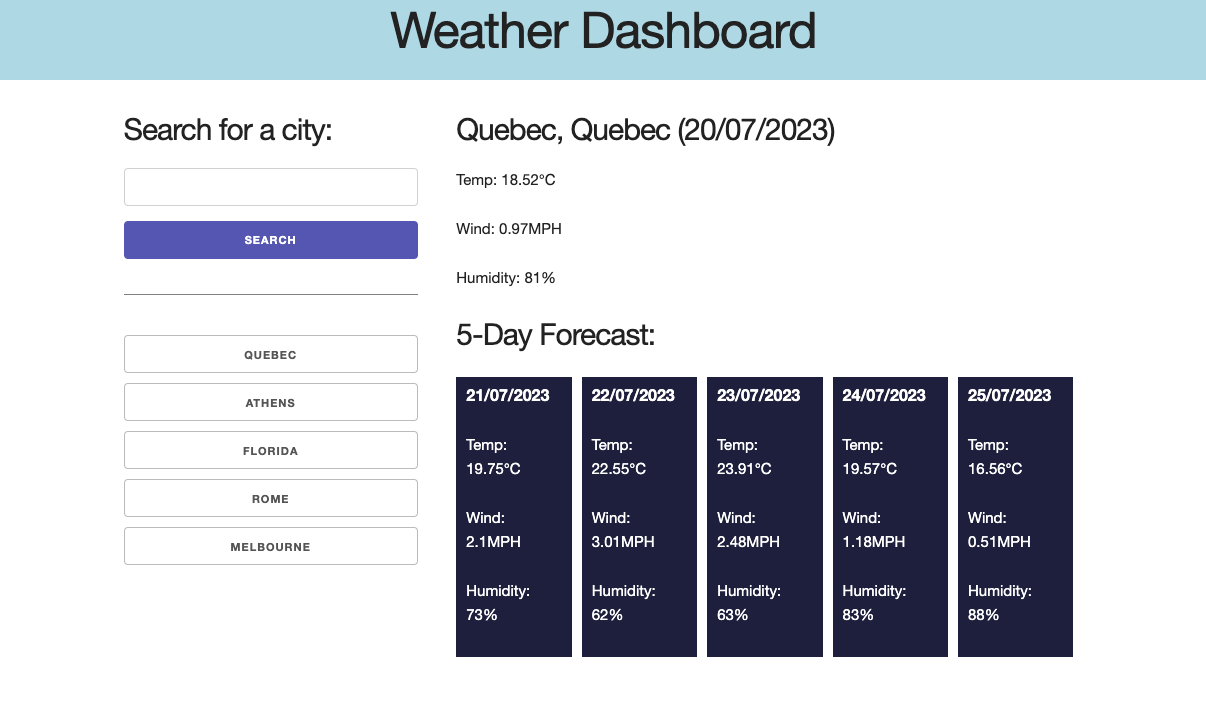 Weather Dashboard
Search for a city:
SEARCH
QUEBEC
ATHENS
FLORIDA
ROME
MELBOURNE
Quebec, Quebec (20/07/2023)
Temp: 18.52°C
Wind: 0.97MPH
Humidity: 81%
5-Day Forecast:
21/07/2023
Temp:
19.75°C
Wind:
2.1MPH
Humidity:
73%
22/07/2023
Temp:
22.55°C
Wind:
3.01MPH
Humidity:
62%
23/07/2023
Temp:
23.91°C
Wind:
2.48MPH
Humidity:
63%
24/07/2023
Temp:
19.57°C
Wind:
1.18MPH
Humidity:
83%
25/07/2023
Temp:
16.56°C
Wind:
0.51MPH
Humidity:
88%